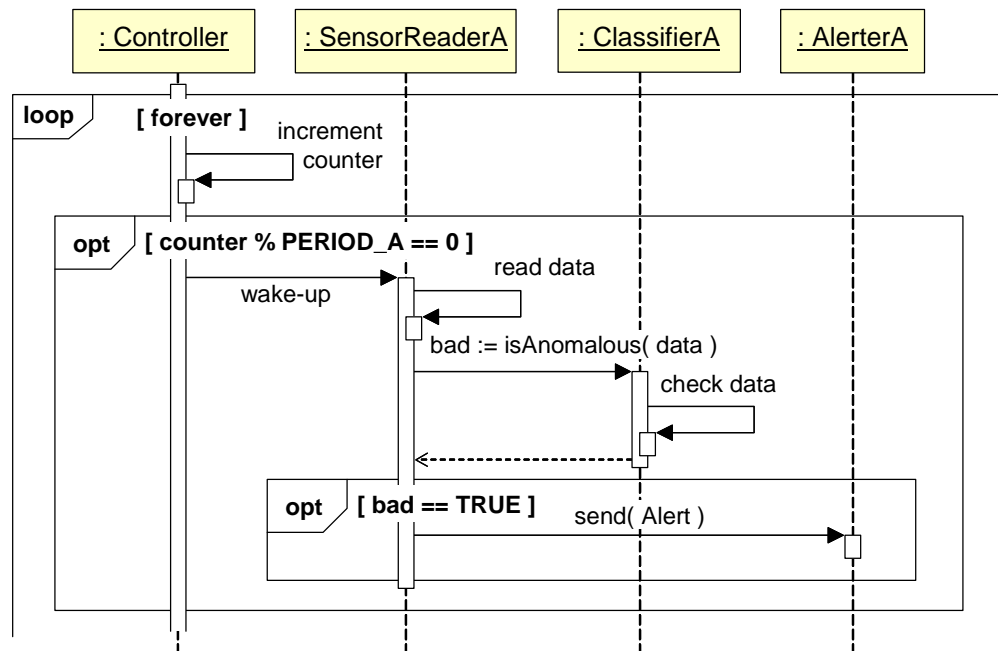 : Controller
: SensorReaderA
: ClassifierA
: AlerterA
loop
[ forever ]
increment
counter
opt
[ counter % PERIOD_A == 0 ]
wake-up
read data
bad := isAnomalous( data )
check data
opt
[ bad == TRUE ]
send( Alert )